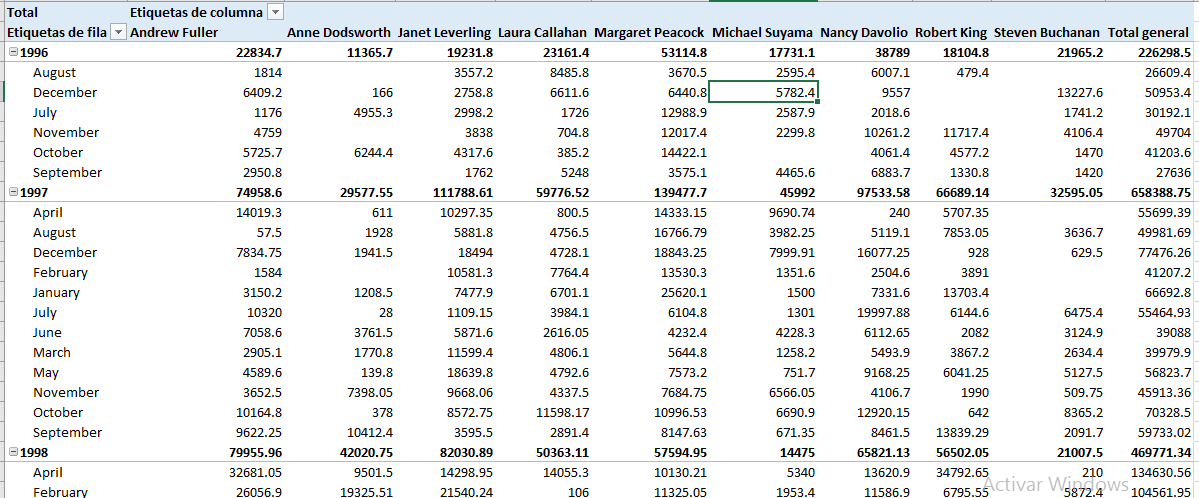 Total Etiquetas de columna
Etiquetas de fila Andrew Fuller Anne Dodsworth Janet Leverling Laura Callahan Margaret Peacock Michael Suyama Nancy Davolio Robert King Steven Buchanan Total general
1996 22834.7 11365.7 19231.8 23161.4 53114.8 17731.1 38789 18104.8 21965.2 226298.5
August 1814 3557.2 8485.8 3670.5 2595.4 6007.1 479.4 26609.4
December 6409.2 166 2758.8 6611.6 6440.8 5782.4 9557 13227.6 50953.4
July 1176 4955.3 2998.2 1726 12988.9 2587.9 2018.6 1741.2 30192.1
November 4759 3838 704.8 12017.4 2299.8 10261.2 11717.4 4106.4 49704
October 5725.7 6244.4 4317.6 385.2 14422.1 4061.4 4577.2 1470 41203.6
September 2950.8 1762 5248 3575.1 4465.6 6883.7 1330.8 1420 27636
1997 74958.6 29577.55 111788.61 59776.52 139477.7 45992 97533.58 66689.14 32595.05 658388.75
April 14019.3 611 10297.35 800.5 14333.15 9690.74 240 5707.35 55699.39
August 57.5 1928 5881.8 4756.5 16766.79 3982.25 5119.1 7853.05 3636.7 49981.69
December 7834.75 1941.5 18494 4728.1 18843.25 7999.91 16077.25 928 629.5 77476.26
February 1584 10581.3 7764.4 13530.3 1351.6 2504.6 3891 41207.2
January 3150.2 1208.5 7477.9 6701.1 25620.1 1500 7331.6 13703.4 66692.8
July 10320 28 1109.15 3984.1 6104.8 1301 19997.88 6144.6 6475.4 55464.93
June 7058.6 3761.5 5871.6 2616.05 4232.4 4228.3 6112.65 2082 3124.9 39088
March 2905.1 1770.8 11599.4 4806.1 5644.8 1258.2 5493.9 3867.2 2634.4 39979.9
May 4589.6 139.8 18639.8 4792.6 7573.2 751.7 9168.25 6041.25 5127.5 56823.7
November 3652.5 7398.05 9668.06 4337.5 7684.75 6566.05 4106.7 1990 509.75 45913.36
October 10164.8 378 8572.75 11598.17 10996.53 6690.9 12920.15 642 8365.2 70328.5
September 9622.25 10412.4 3595.5 2891.4 8147.63 671.35 8461.5 13839.29 2091.7 59733.02
1998 79955.96 42020.75 82030.89 50363.11 57594.95 14475 65821.13 56502.05 21007.5 469771.34
April 32681.05 9501.5 14298.95 14055.3 10130.21 5340 13620.9 34792.65 210 134630.56
February 26056.9 19325.51 21540.24 106 11325.05 1953.4 11586.9 6795.55 5872.4 104561.95
Activar Windows